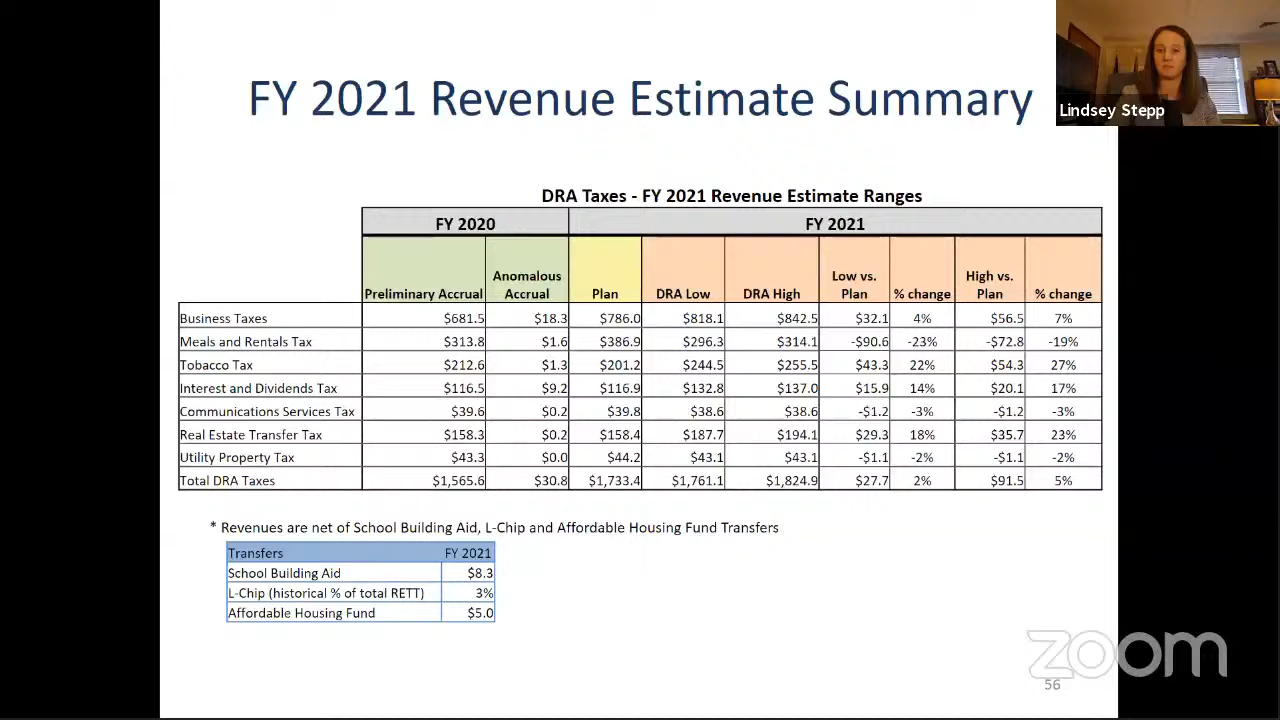 FY 2021 Revenue Estimate Summary
Lindsey Stepp
DRA Taxes - FY 2021 Revenue Estimate Ranges
FY 2020 FY 2021
Preliminary Accrual Anomalous Accrual Plan DRA Low DRA High Low vs. Plan % change High vs. Plan % change
Business Taxes $681.5 $18.3 $786.0 $818.1 $842.5 $32.1 4% $56.5 7%
Meals and Rentals Tax $313.8 $1.6 $386.9 $296.3 $314.1 -$90.6 -23% -$72.8 -19%
Tobacco Tax $212.6 $1.3 $201.2 $244.5 $255.5 $43.3 22% $54.3 27%
Interest and Dividends Tax $116.5 $9.2 $116.9 $132.8 $137.0 $15.9 14% $20.1 17%
Communications Services Tax $39.6 $0.2 $39.8 $38.6 $38.6 -$1.2 -3% -$1.2 -3%
Real Estate Transfer Tax $158.3 $0.2 $158.4 $187.7 $194.1 $29.3 18% $35.7 23%
Utility Property Tax $43.3 $0.0 $44.2 $43.1 $43.1 -$1.1 -2% -$1.1 -2%
Total DRA Taxes $1,565.6 $30.8 $1,733.4 $1,761.1 $1,824.9 $27.7 2% $91.5 5%
* Revenues are net of School Building Aid, L-Chip and Affordable Housing Fund Transfers
Transfers FY 2021
School Building Aid $8.3
L-Chip (historical % of total RETT) 3%
Affordable Housing Fund $5.0
zoom
56